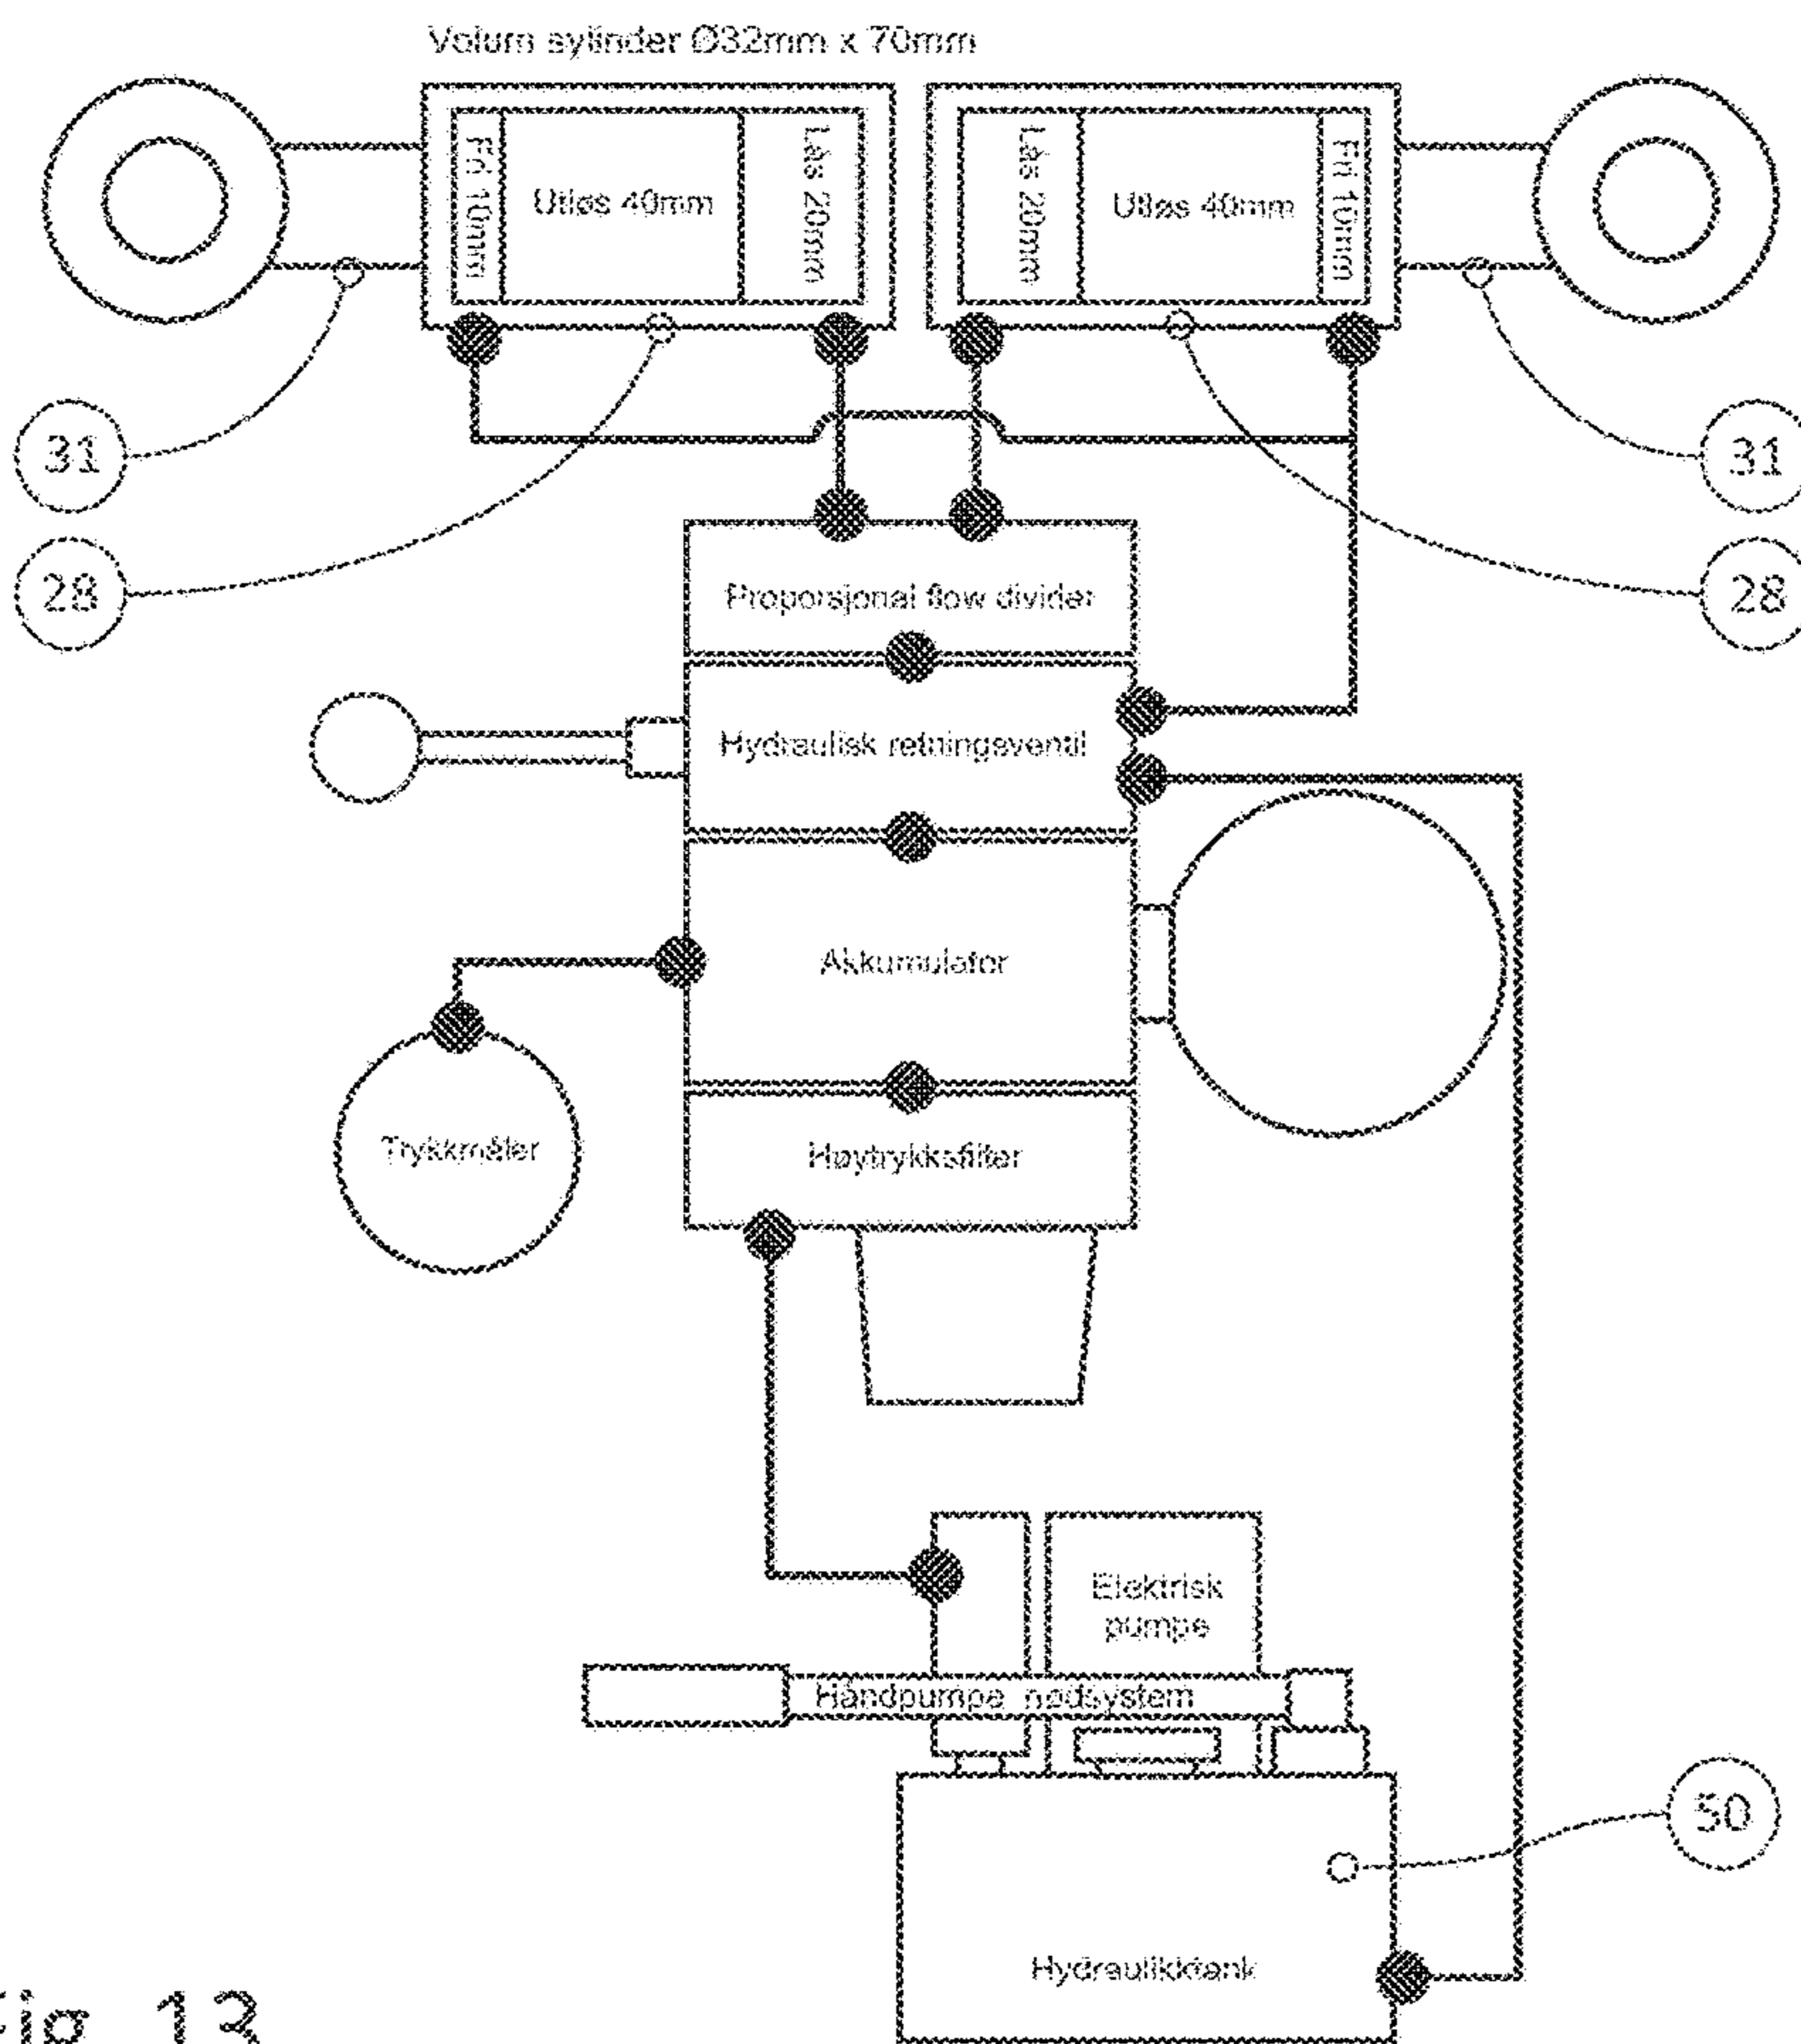 Volum sylinder Ø32mm x 70mm
Fri 10mm
Utløs 40mm
Lås 20mm
Lås 20mm
Utløs 40mm
Fri 10mm
31
31
28
28
Proporsjonal flow divider
Hydraulisk retningsventil
Akkumulator
Trykkmåler
Høytrykksfilter
Elektrisk
pumpe
Håndpumpe nødsystem
50
Hydraulikktank
Fig. 13